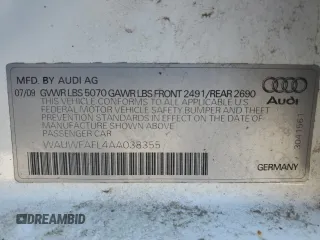 MFD. BY AUDI AG
07/09 GVWR LBS 5070 GAWR LBS FRONT 2491/REAR 2690
THIS VEHICLE CONFORMS TO ALL APPLICABLE U.S.
FEDERAL MOTOR VEHICLE SAFETY BUMPER AND THEFT
PREVENTION STANDARDS IN EFFECT ON THE DATE OF
MANUFACTURE SHOWN ABOVE.
PASSENGER CAR
WAUWFAFL4AA038355
Audi
GERMANY
DREAMBID